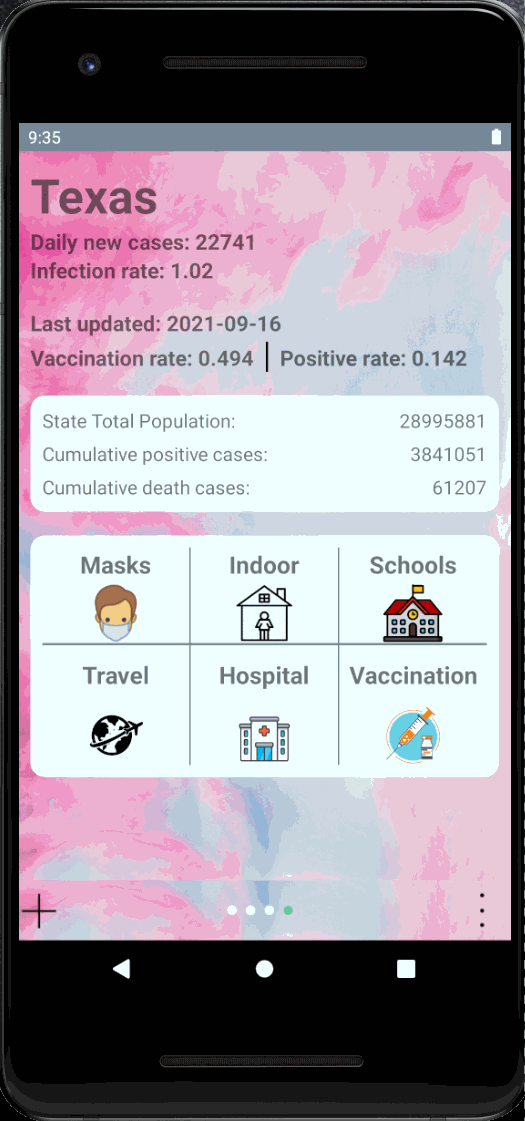 9:35
Texas
Daily new cases: 22741
Infection rate: 1.02
Last updated: 2021-09-16
Vaccination rate: 0.494 Positive rate: 0.142
State Total Population: 28995881
Cumulative positive cases: 3841051
Cumulative death cases: 61207
Masks Indoor Schools
Travel Hospital Vaccination